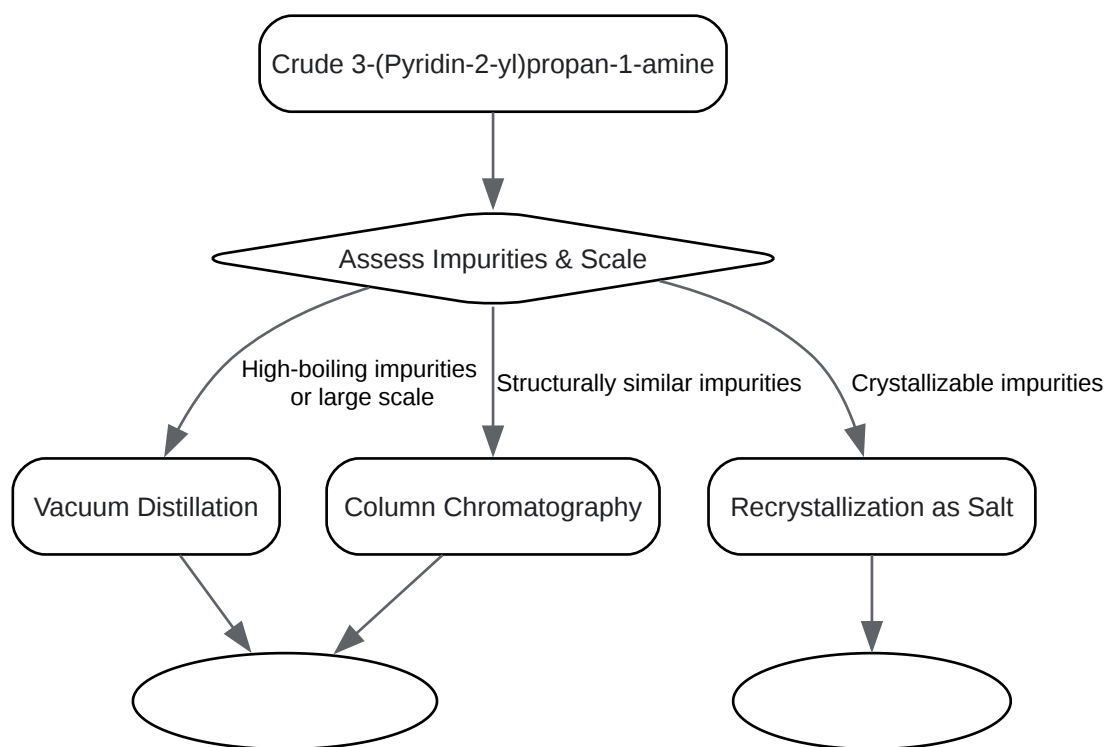 Crude 3-(Pyridin-2-yl)propan-1-amine
Assess Impurities & Scale
High-boiling impurities
or large scale
Structurally similar impurities
Crystallizable impurities
Vacuum Distillation
Column Chromatography
Recrystallization as Salt